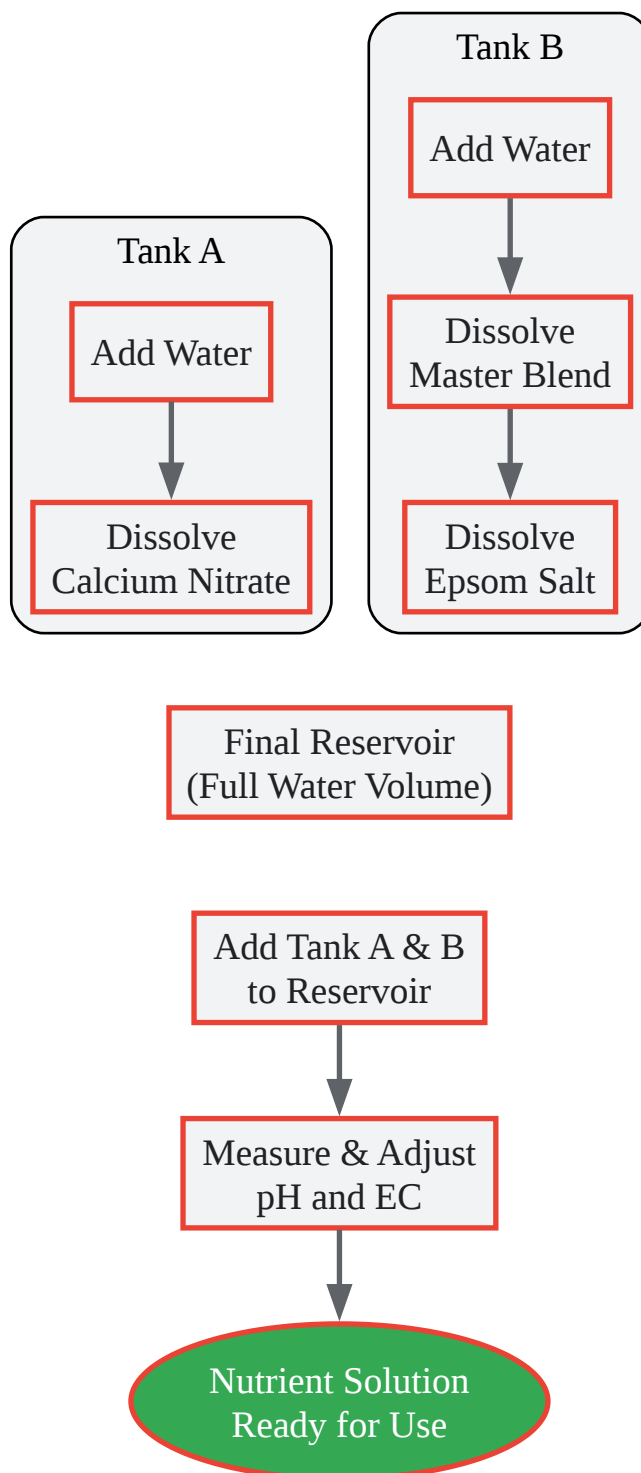 Tank A
Add Water
Dissolve
Calcium Nitrate
Tank B
Add Water
Dissolve
Master Blend
Dissolve
Epsom Salt
Final Reservoir
(Full Water Volume)
Add Tank A & B
to Reservoir
Measure & Adjust
pH and EC
Nutrient Solution
Ready for Use